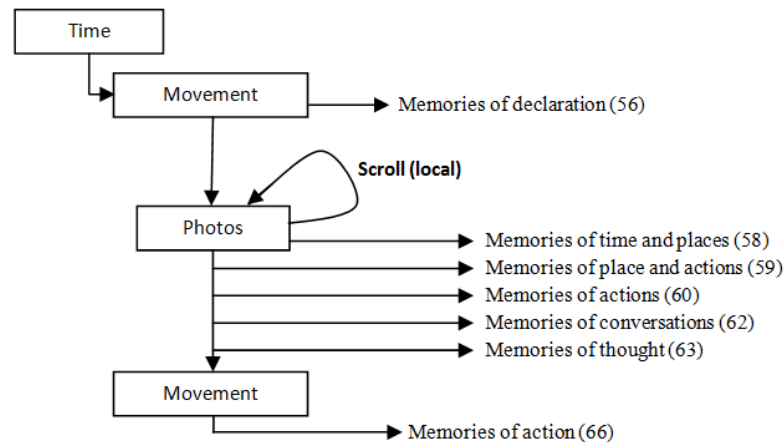 Time
Movement
Memories of declaration (56)
Scroll (local)
Photos
Memories of time and places (58)
Memories of place and actions (59)
Memories of actions (60)
Memories of conversations (62)
Memories of thought (63)
Movement
Memories of action (66)